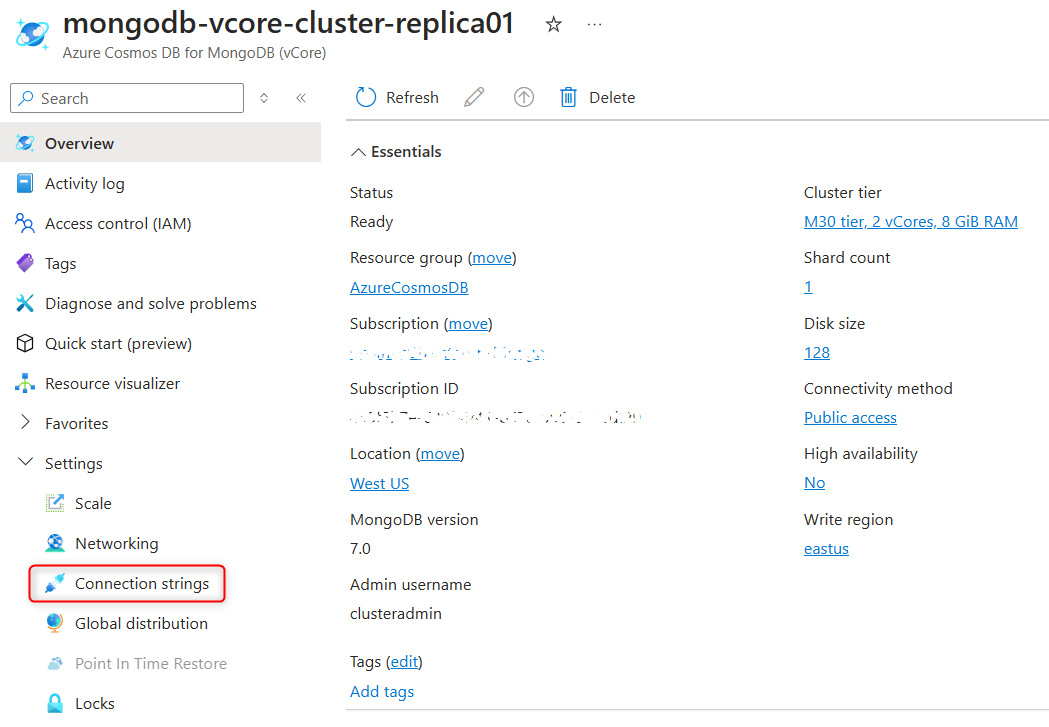 mongodb-vcore-cluster-replica01
Azure Cosmos DB for MongoDB (vCore)
Search
Refresh
Delete
Overview
Activity log
Access control (IAM)
Tags
Diagnose and solve problems
Quick start (preview)
Resource visualizer
Favorites
Settings
Scale
Networking
Connection strings
Global distribution
Point In Time Restore
Locks
Essentials
Status
Ready
Resource group (move)
AzureCosmosDB
Subscription (move)
Subscription ID
Location (move)
West US
MongoDB version
7.0
Admin username
clusteradmin
Tags (edit)
Add tags
Cluster tier
M30 tier, 2 vCores, 8 GiB RAM
Shard count
1
Disk size
128
Connectivity method
Public access
High availability
No
Write region
eastus